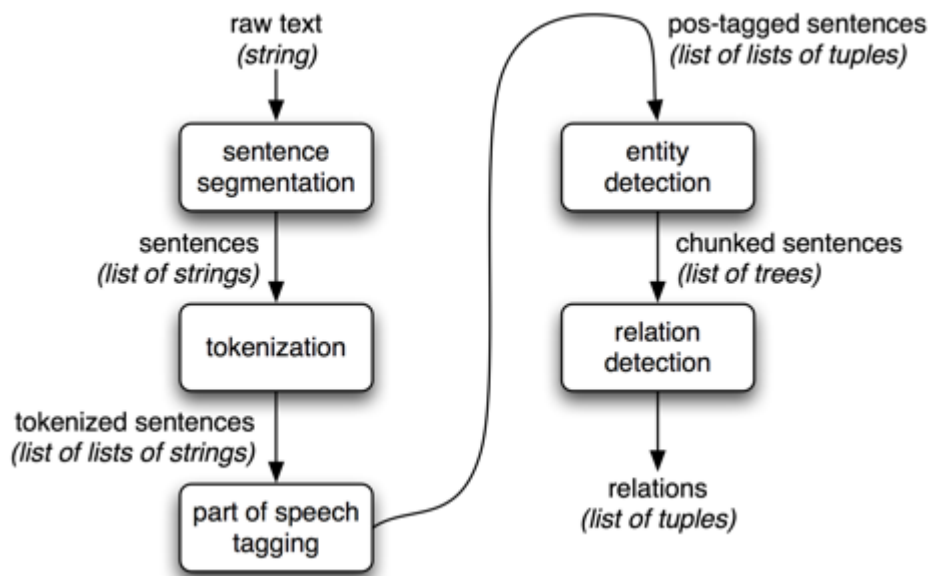 raw text
(string)
sentence
segmentation
sentences
(list of strings)
tokenization
tokenized sentences
(list of lists of strings)
part of speech
tagging
pos-tagged sentences
(list of lists of tuples)
entity
detection
chunked sentences
(list of trees)
relation
detection
relations
(list of tuples)